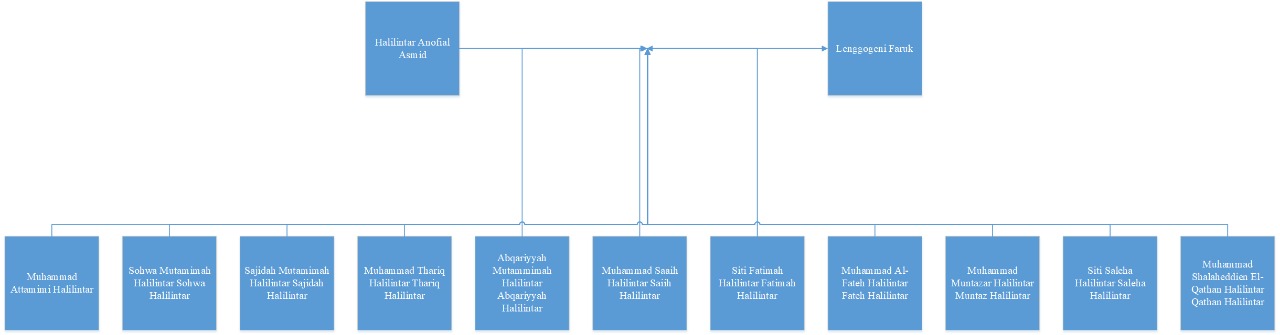 Halilintar Anofial
Asmid
Lenggogeni Faruk
Muhammad
Attamimi Halilintar
Sohwa Mutamimah
Halilintar Sohwa
Halilintar
Sajidah Mutamimah
Halilintar Sajidah
Halilintar
Muhammad Thariq
Halilintar Thariq
Halilintar
Abqariyyah
Mutammimah
Halilintar
Abqariyyah
Halilintar
Muhammad Saaih
Halilintar Saiih
Halilintar
Siti Fatimah
Halilintar Fatimah
Halilintar
Muhammad Al-
Fateh Halilintar
Fateh Halilintar
Muhammad
Muntazar Halilintar
Muntaz Halilintar
Siti Saleha
Halilintar Saleha
Halilintar
Muhammad
Shalaheddien El-
Qathan Halilintar
Qathan Halilintar